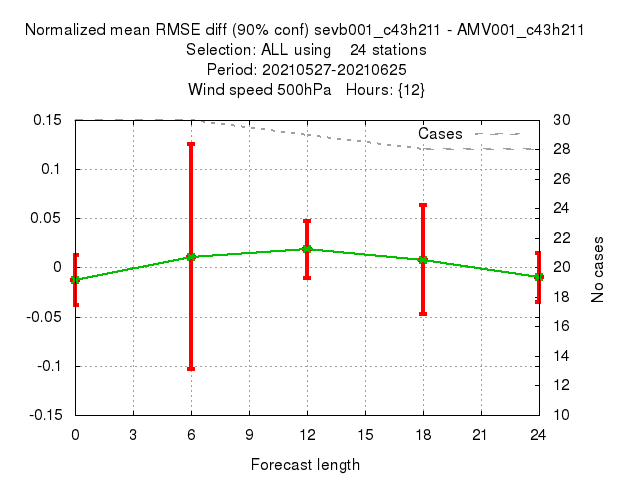 Normalized mean RMSE diff (90% conf) sevb001_c43h211 - AMV001_c43h211
Selection: ALL using 24 stations
Period: 20210527-20210625
Wind speed 500hPa Hours: {12}
Cases
0.15
0.1
0.05
0
-0.05
-0.1
-0.15
30
28
26
24
22
20
18
16
14
12
10
No cases
0 3 6 9 12 15 18 21 24
Forecast length